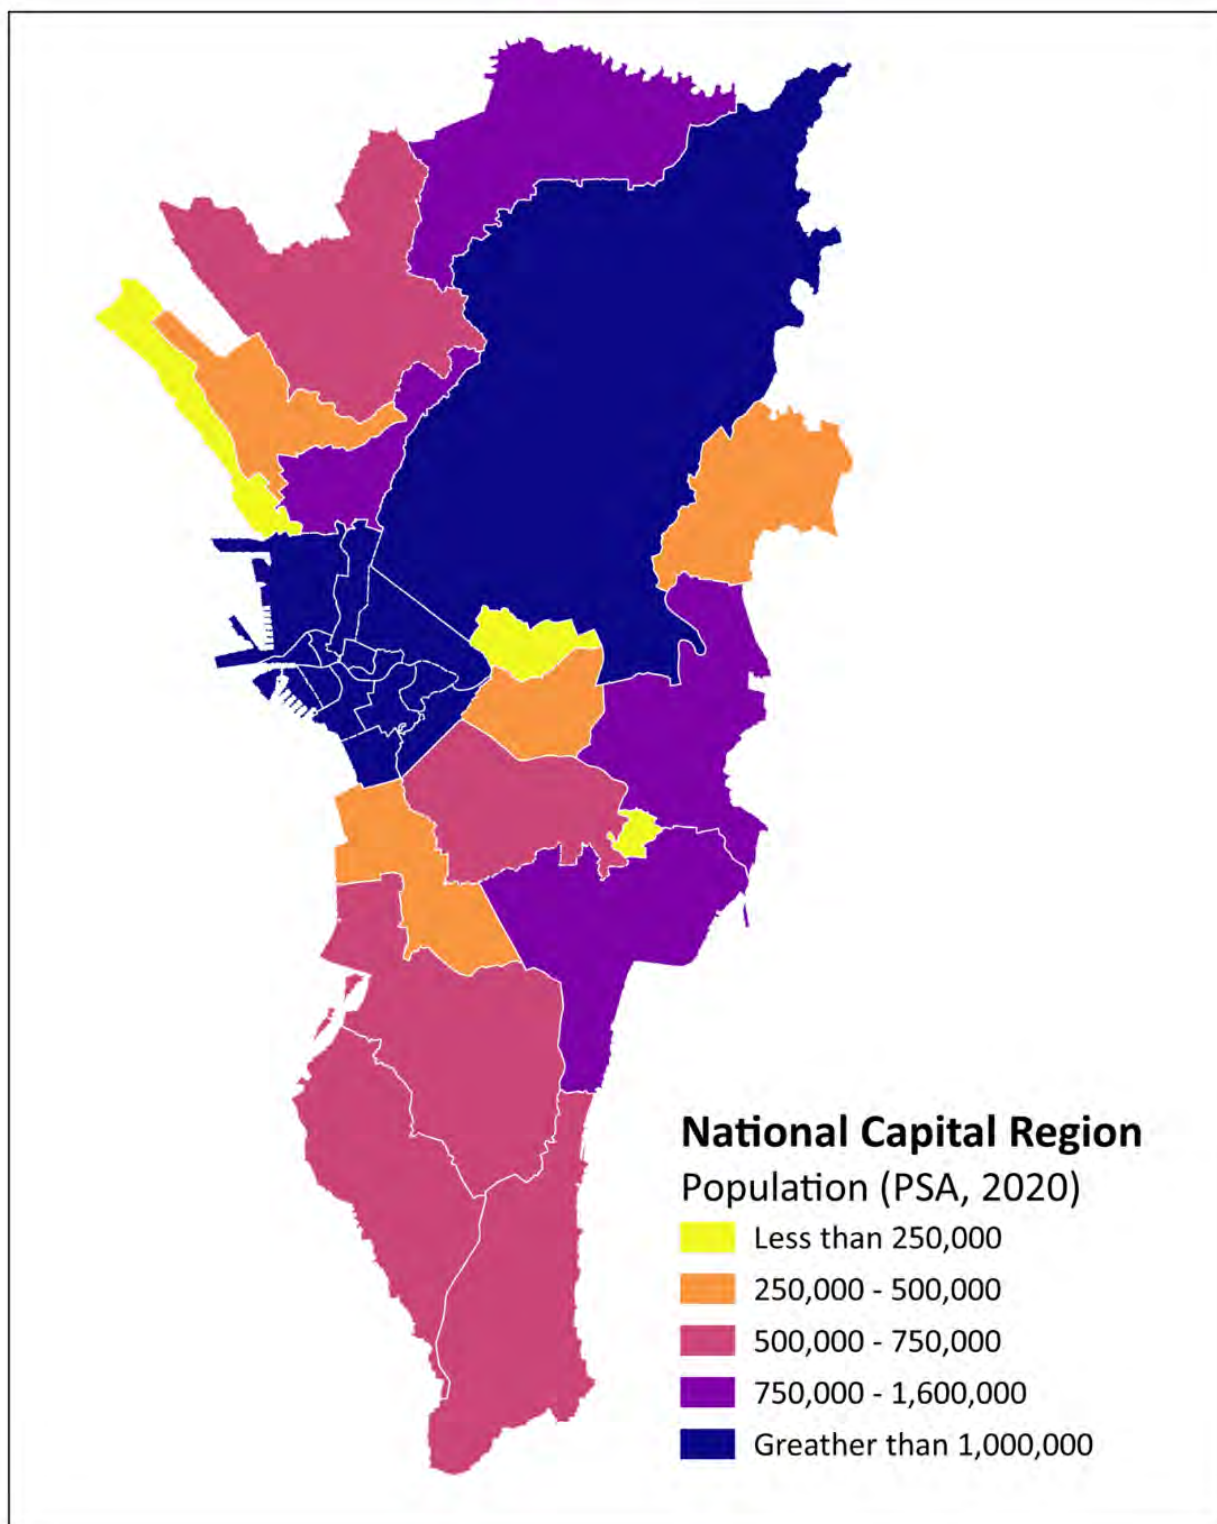 National Capital Region
Population (PSA, 2020)
Less than 250,000
250,000 - 500,000
500,000 - 750,000
750,000 - 1,600,000
Greather than 1,000,000